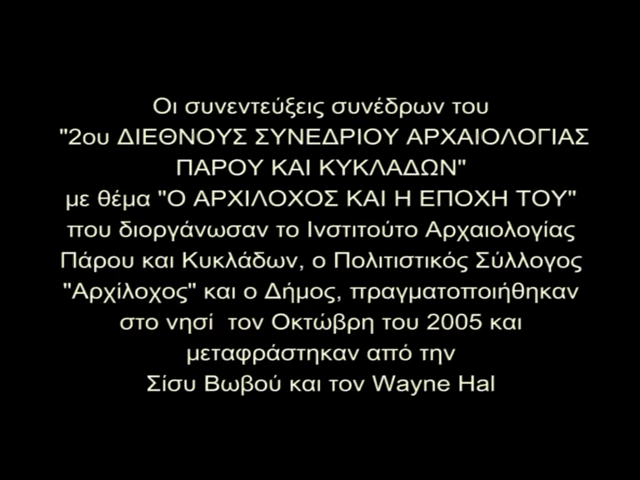 Οι συνεντεύξεις συνέδρων του
"2ου ΔΙΕΘΝΟΥΣ ΣΥΝΕΔΡΙΟΥ ΑΡΧΑΙΟΛΟΓΙΑΣ
ΠΑΡΟΥ ΚΑΙ ΚΥΚΛΑΔΩΝ"
με θέμα "Ο ΑΡΧΙΛΟΧΟΣ ΚΑΙ Η ΕΠΟΧΗ ΤΟΥ"
που διοργάνωσαν το Ινστιτούτο Αρχαιολογίας
Πάρου και Κυκλάδων, ο Πολιτιστικός Σύλλογος
"Αρχίλοχος" και ο Δήμος, πραγματοποιήθηκαν
στο νησί τον Οκτώβρη του 2005 και
μεταφράστηκαν από την
Σίσυ Βωβού και τον Wayne Hal